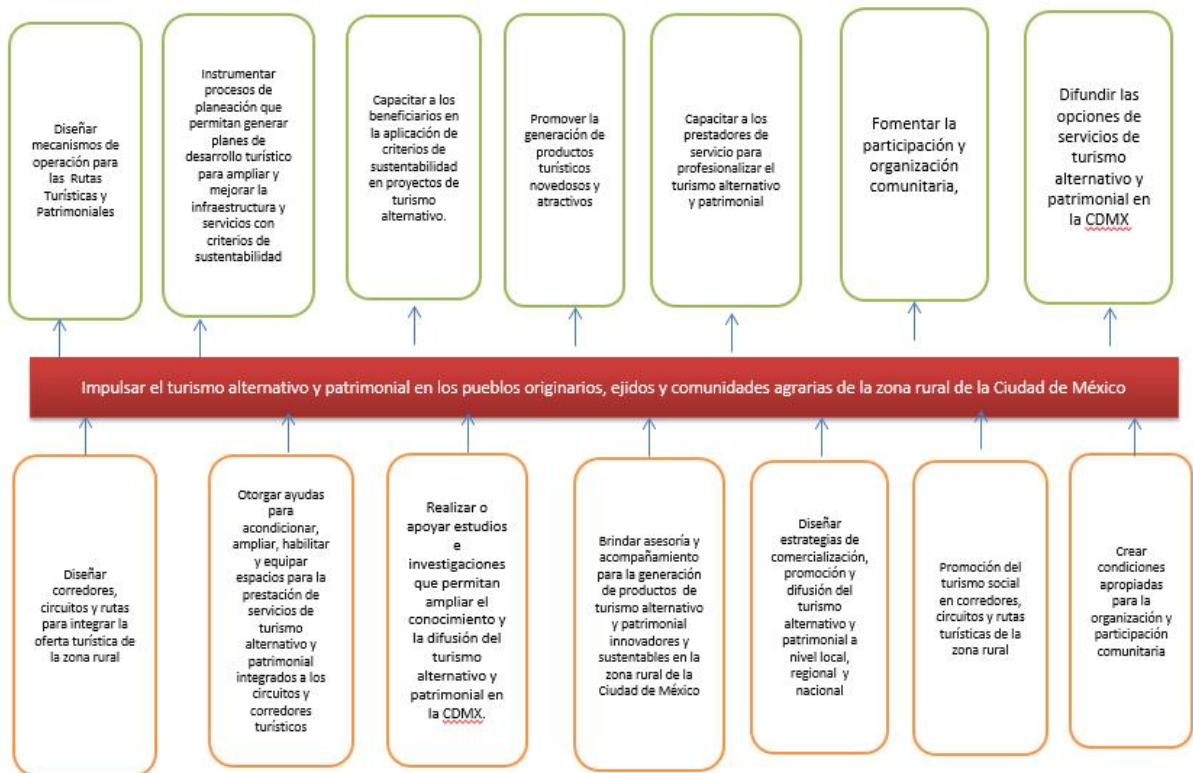 Diseñar
mecanismos de
operación para
las Rutas
Turísticas y
Patrimoniales
Instrumentar
procesos de
planeación que
permitan generar
planes de
desarrollo turístico
para ampliar y
mejorar la
infraestructura y
servicios con
criterios de
sustentabilidad
Capacitar a los
beneficiarios en
la aplicación de
criterios de
sustentabilidad
en proyectos de
turismo
alternativo.
Promover la
generación de
productos
turísticos
novedosos y
atractivos
Capacitar a los
prestadores de
servicio para
profesionalizar el
turismo alternativo
y patrimonial
Fomentar la
participación y
organización
comunitaria,
Difundir las
opciones de
servicios de
turismo
alternativo y
patrimonial en
la CDMX
Impulsar el turismo alternativo y patrimonial en los pueblos originarios, ejidos y comunidades agrarias de la zona rural de la Ciudad de México
Diseñar
corredores,
circuitos y rutas
para integrar la
oferta turística de
la zona rural
Otorgar ayudas
para
acondicionar,
ampliar, habilitar
y equipar
espacios para la
prestación de
servicios de
turismo
alternativo y
patrimonial
integrados a los
circuitos y
corredores
turísticos
Realizar o
apoyar estudios
e
investigaciones
que permitan
ampliar el
conocimiento y
la difusión del
turismo
alternativo y
patrimonial en
la CDMX.
Brindar asesoría y
acompañamiento
para la generación
de productos de
turismo alternativo
y patrimonial
innovadores y
sustentables en la
zona rural de la
Ciudad de México
Diseñar
estrategias de
comercialización,
promoción y
difusión del
turismo
alternativo y
patrimonial a
nivel local,
regional y
nacional
Promoción del
turismo social
en corredores,
circuitos y rutas
turísticas de la
zona rural
Crear
condiciones
apropiadas
para la
organización y
participación
comunitaria